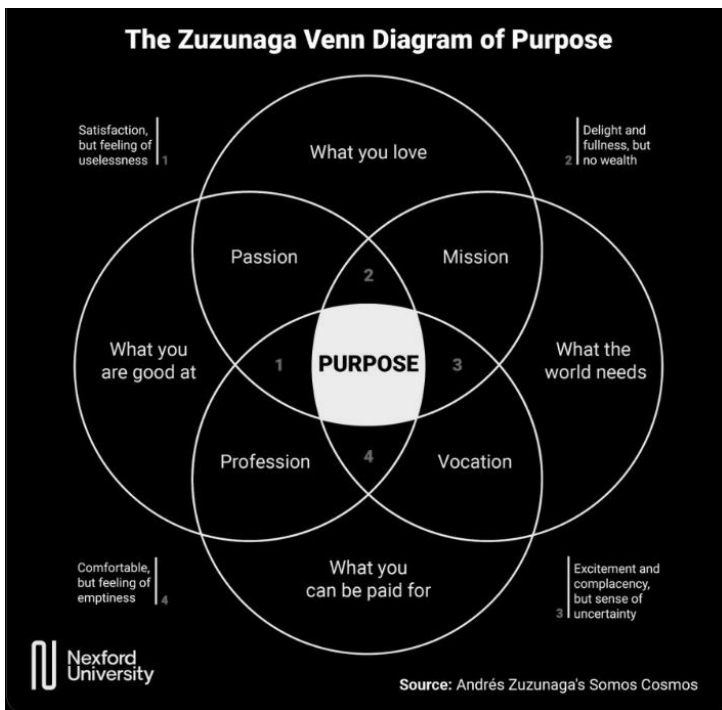 The Zuzunaga Venn Diagram of Purpose
Satisfaction,
but feeling of
uselessness
1
Delight and
fullness, but
no wealth
2
What you love
Passion
2
Mission
What you
are good at
1
PURPOSE
3
What the
world needs
Profession
4
Vocation
What you
can be paid for
Comfortable,
but feeling of
emptiness
4
Excitement and
complacency,
but sense of
uncertainty
3
Nexford
University
Source: Andrés Zuzunaga's Somos Cosmos